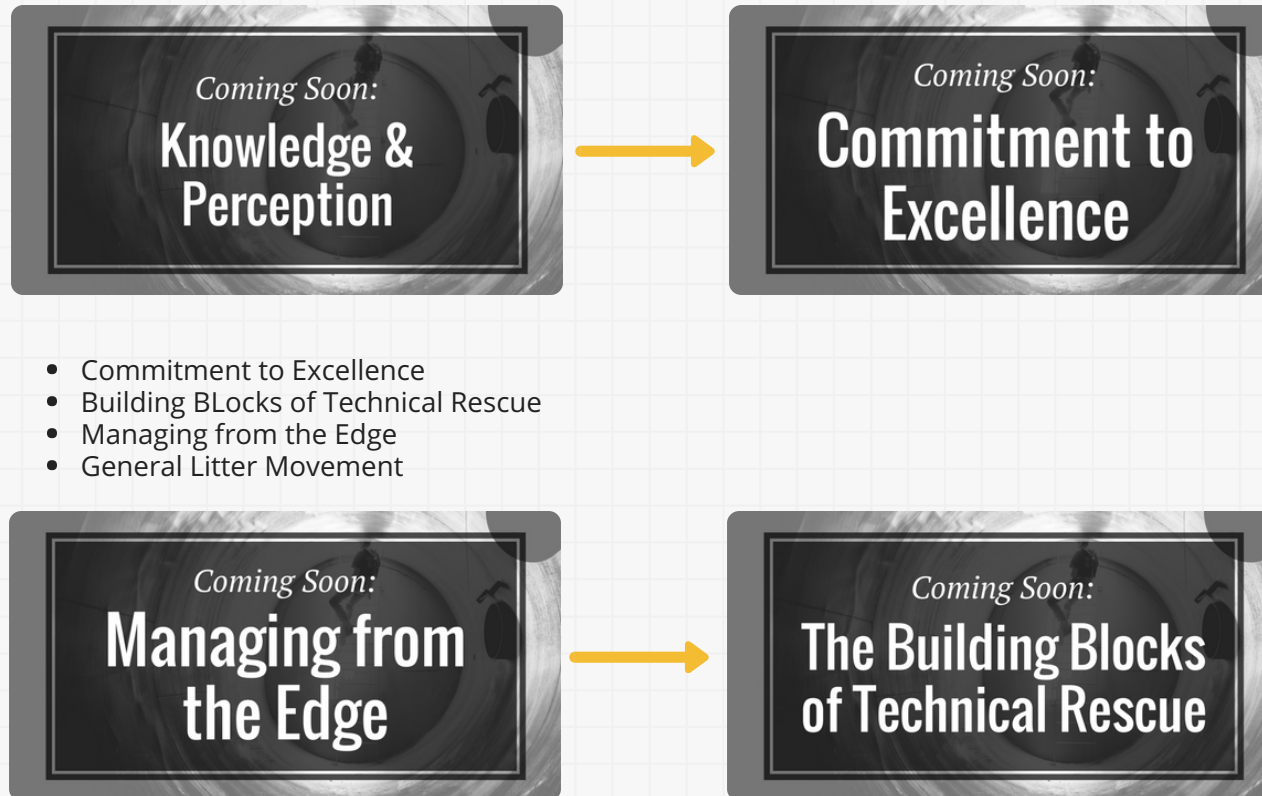 Coming Soon:
Knowledge &
Perception
Coming Soon:
Commitment to
Excellence
Commitment to Excellence
Building BLocks of Technical Rescue
Managing from the Edge
General Litter Movement
Coming Soon:
Managing from
the Edge
Coming Soon:
The Building Blocks
of Technical Rescue